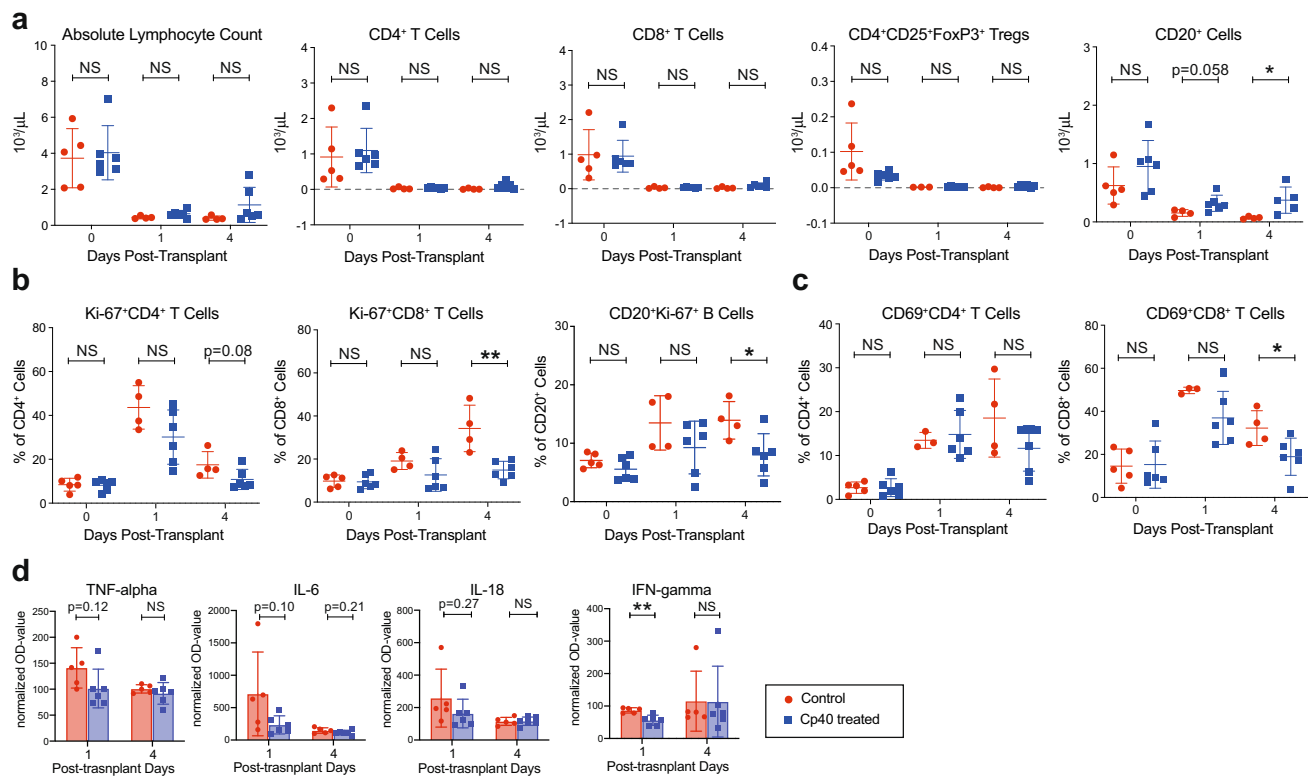 a
Absolute Lymphocyte Count
CD4⁺ T Cells
CD8⁺ T Cells
CD4⁺CD25⁺FoxP3⁺ Tregs
CD20⁺ Cells
10³/µL
10
8
6
4
2
0
NS NS NS
0 1 4
Days Post-Transplant
10³/µL
3
2
1
0
-1
NS NS NS
0 1 4
Days Post-Transplant
10³/µL
3
2
1
0
-1
NS NS NS
0 1 4
Days Post-Transplant
10³/µL
0.4
0.3
0.2
0.1
0.0
-0.1
NS NS NS
0 1 4
Days Post-Transplant
10³/µL
3
2
1
0
NS p=0.058 *
0 1 4
Days Post-Transplant
b
Ki-67⁺CD4⁺ T Cells
% of CD4⁺ Cells
80
60
40
20
0
NS NS p=0.08
0 1 4
Days Post-Transplant
Ki-67⁺CD8⁺ T Cells
% of CD8⁺ Cells
80
60
40
20
0
NS NS **
0 1 4
Days Post-Transplant
CD20⁺Ki-67⁺ B Cells
% of CD20⁺ Cells
30
20
10
0
NS NS *
0 1 4
Days Post-Transplant
c
CD69⁺CD4⁺ T Cells
% of CD4⁺ Cells
40
30
20
10
0
NS NS NS
0 1 4
Days Post-Transplant
CD69⁺CD8⁺ T Cells
% of CD8⁺ Cells
80
60
40
20
0
NS NS *
0 1 4
Days Post-Transplant
d
TNF-alpha
normalized OD-value
250
200
150
100
50
0
p=0.12 NS
1 4
Post-trasnplant Days
IL-6
normalized OD-value
2000
1500
1000
500
0
p=0.10 p=0.21
1 4
Post-trasnplant Days
IL-18
normalized OD-value
800
600
400
200
0
p=0.27 NS
1 4
Post-trasnplant Days
IFN-gamma
normalized OD-value
400
300
200
100
0
** NS
1 4
Post-trasnplant Days
Control
Cp40 treated